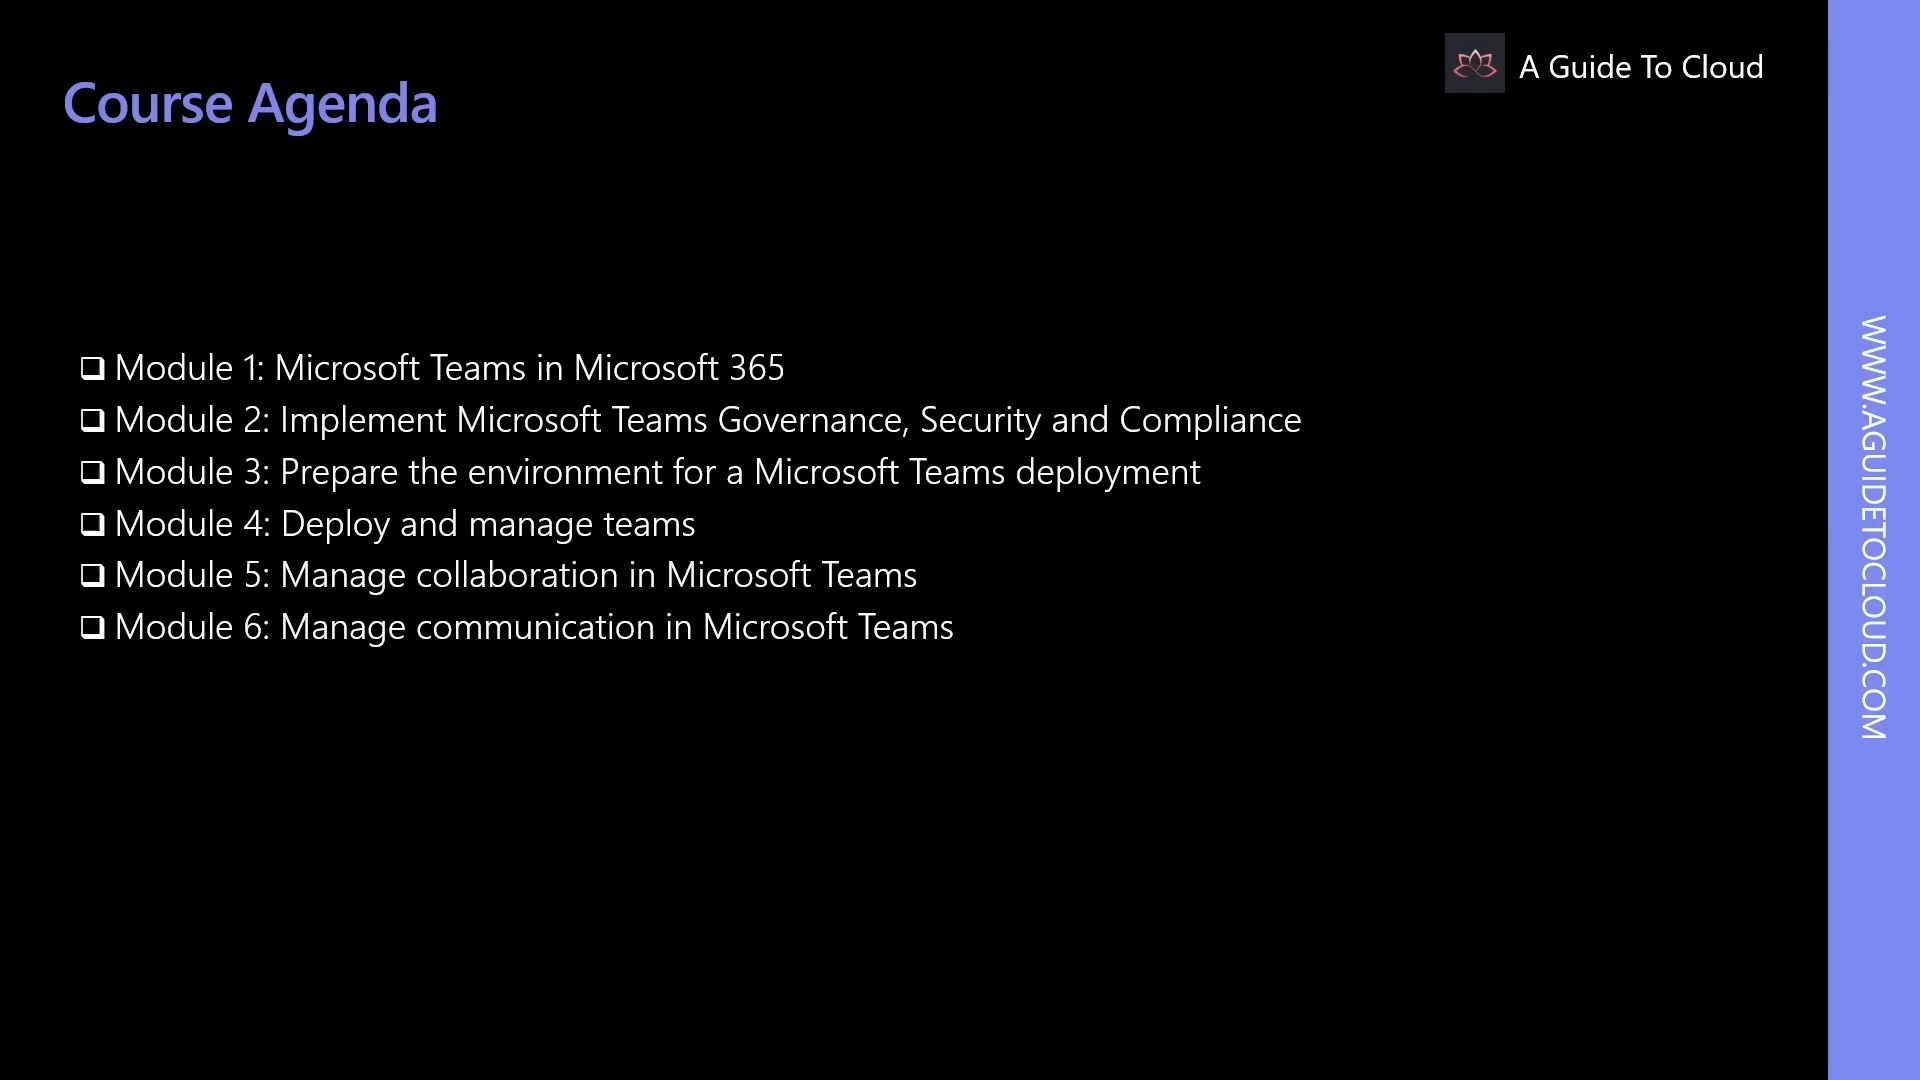 A Guide To Cloud
Course Agenda
Module 1: Microsoft Teams in Microsoft 365
Module 2: Implement Microsoft Teams Governance, Security and Compliance
Module 3: Prepare the environment for a Microsoft Teams deployment
Module 4: Deploy and manage teams
Module 5: Manage collaboration in Microsoft Teams
Module 6: Manage communication in Microsoft Teams
WWW.AGUIDETOCLOUD.COM